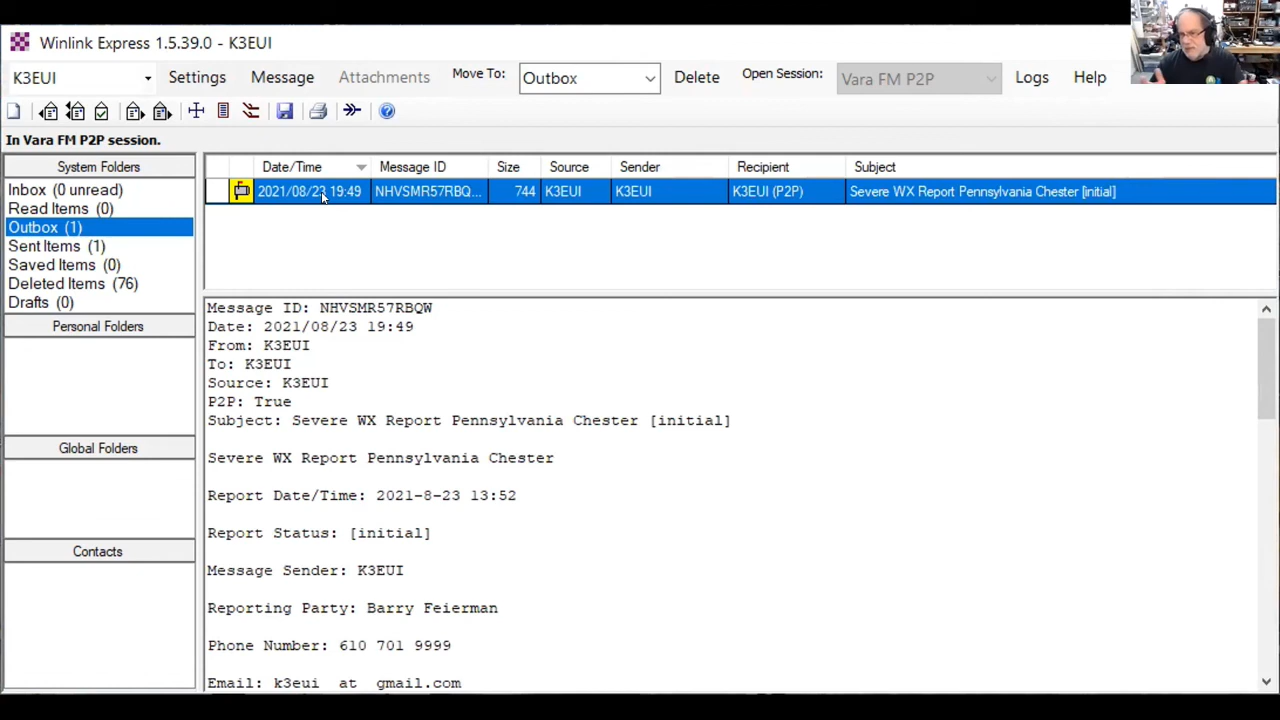 Winlink Express 1.5.39.0 - K3EUI
K3EUI Settings Message Attachments Move To: Outbox Delete Open Session: Vara FM P2P Logs Help
In Vara FM P2P session.
System Folders
Inbox (0 unread)
Read Items (0)
Outbox (1)
Sent Items (1)
Saved Items (0)
Deleted Items (76)
Drafts (0)
Personal Folders
Global Folders
Contacts
Date/Time Message ID Size Source Sender Recipient Subject
2021/08/23 19:49 NHVSMR57RBQ... 744 K3EUI K3EUI K3EUI (P2P) Severe WX Report Pennsylvania Chester [initial]
Message ID: NHVSMR57RBQW
Date: 2021/08/23 19:49
From: K3EUI
To: K3EUI
Source: K3EUI
P2P: True
Subject: Severe WX Report Pennsylvania Chester [initial]
Severe WX Report Pennsylvania Chester
Report Date/Time: 2021-8-23 13:52
Report Status: [initial]
Message Sender: K3EUI
Reporting Party: Barry Feierman
Phone Number: 610 701 9999
Email: k3eui at gmail.com